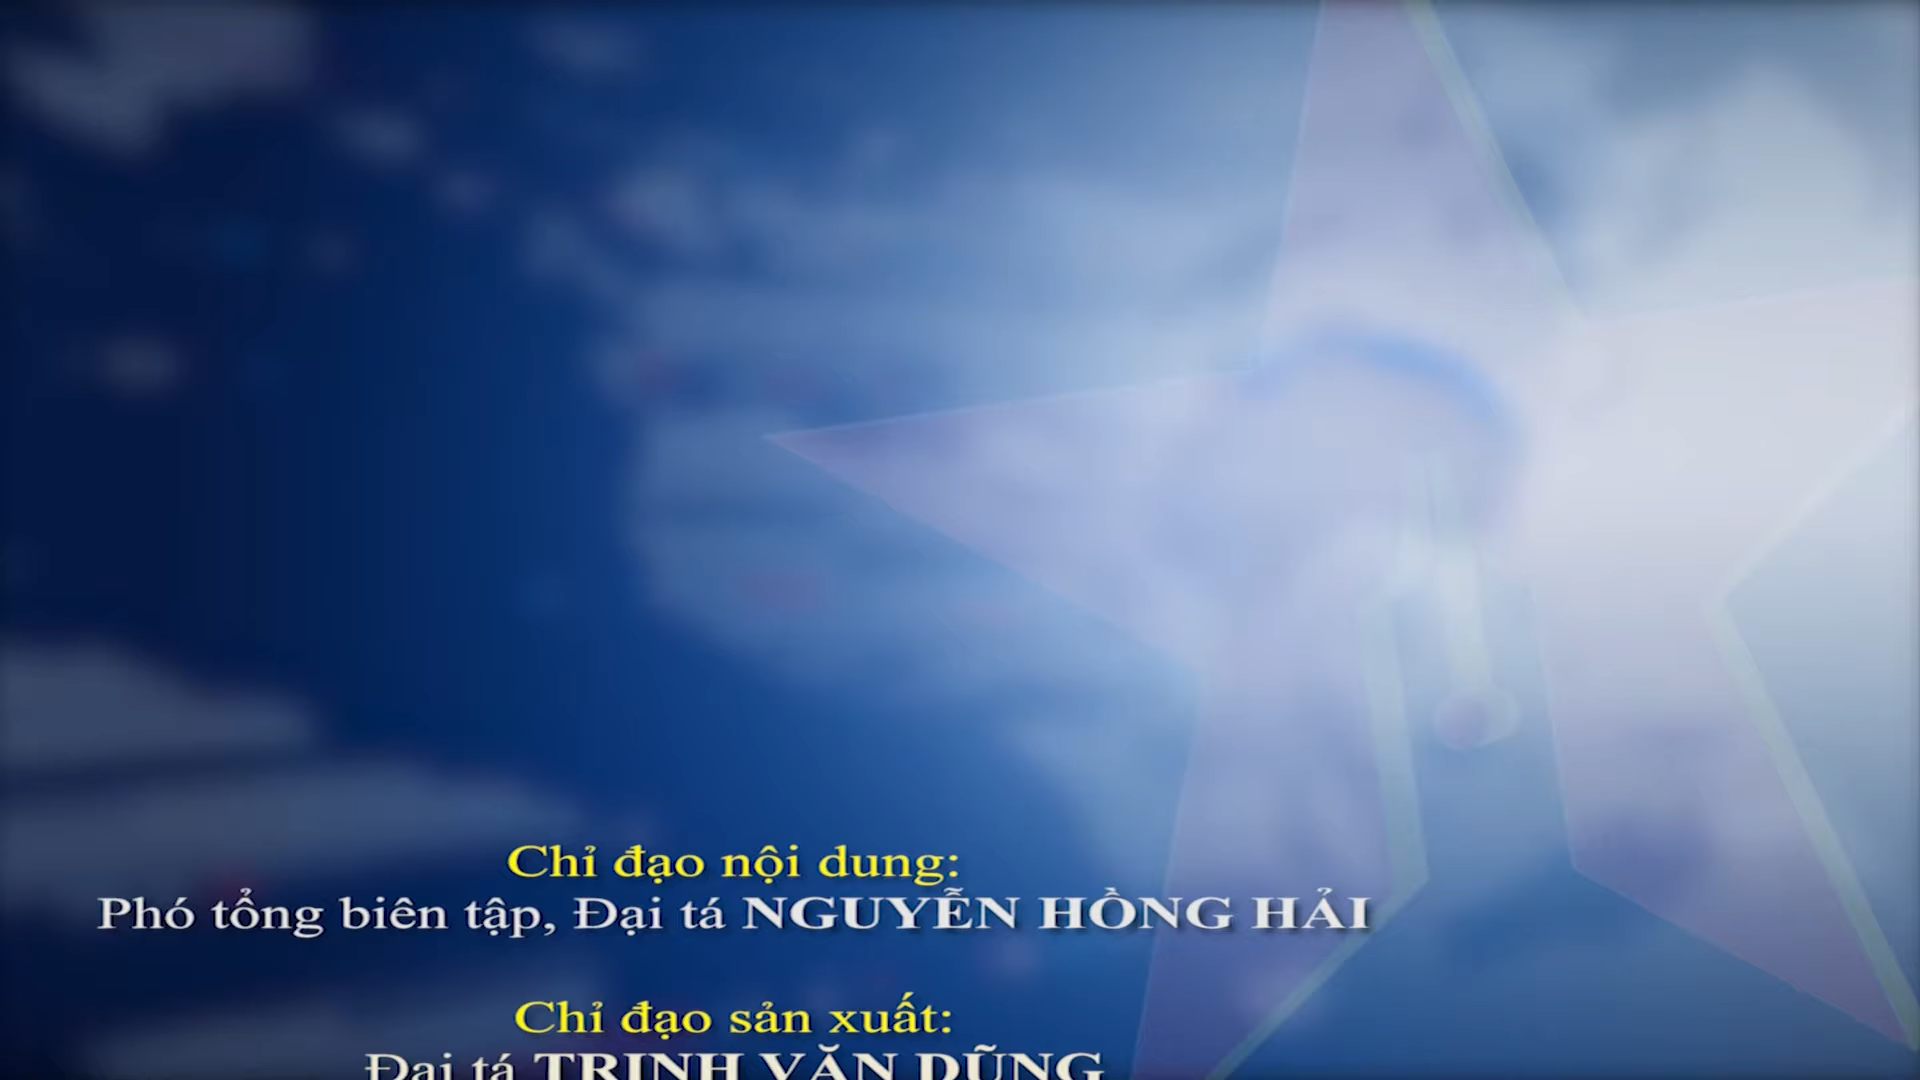 Chỉ đạo nội dung:
Phó tổng biên tập, Đại tá NGUYỄN HỒNG HẢI
Chỉ đạo sản xuất:
Đại tá TRỊNH VĂN DŨNG